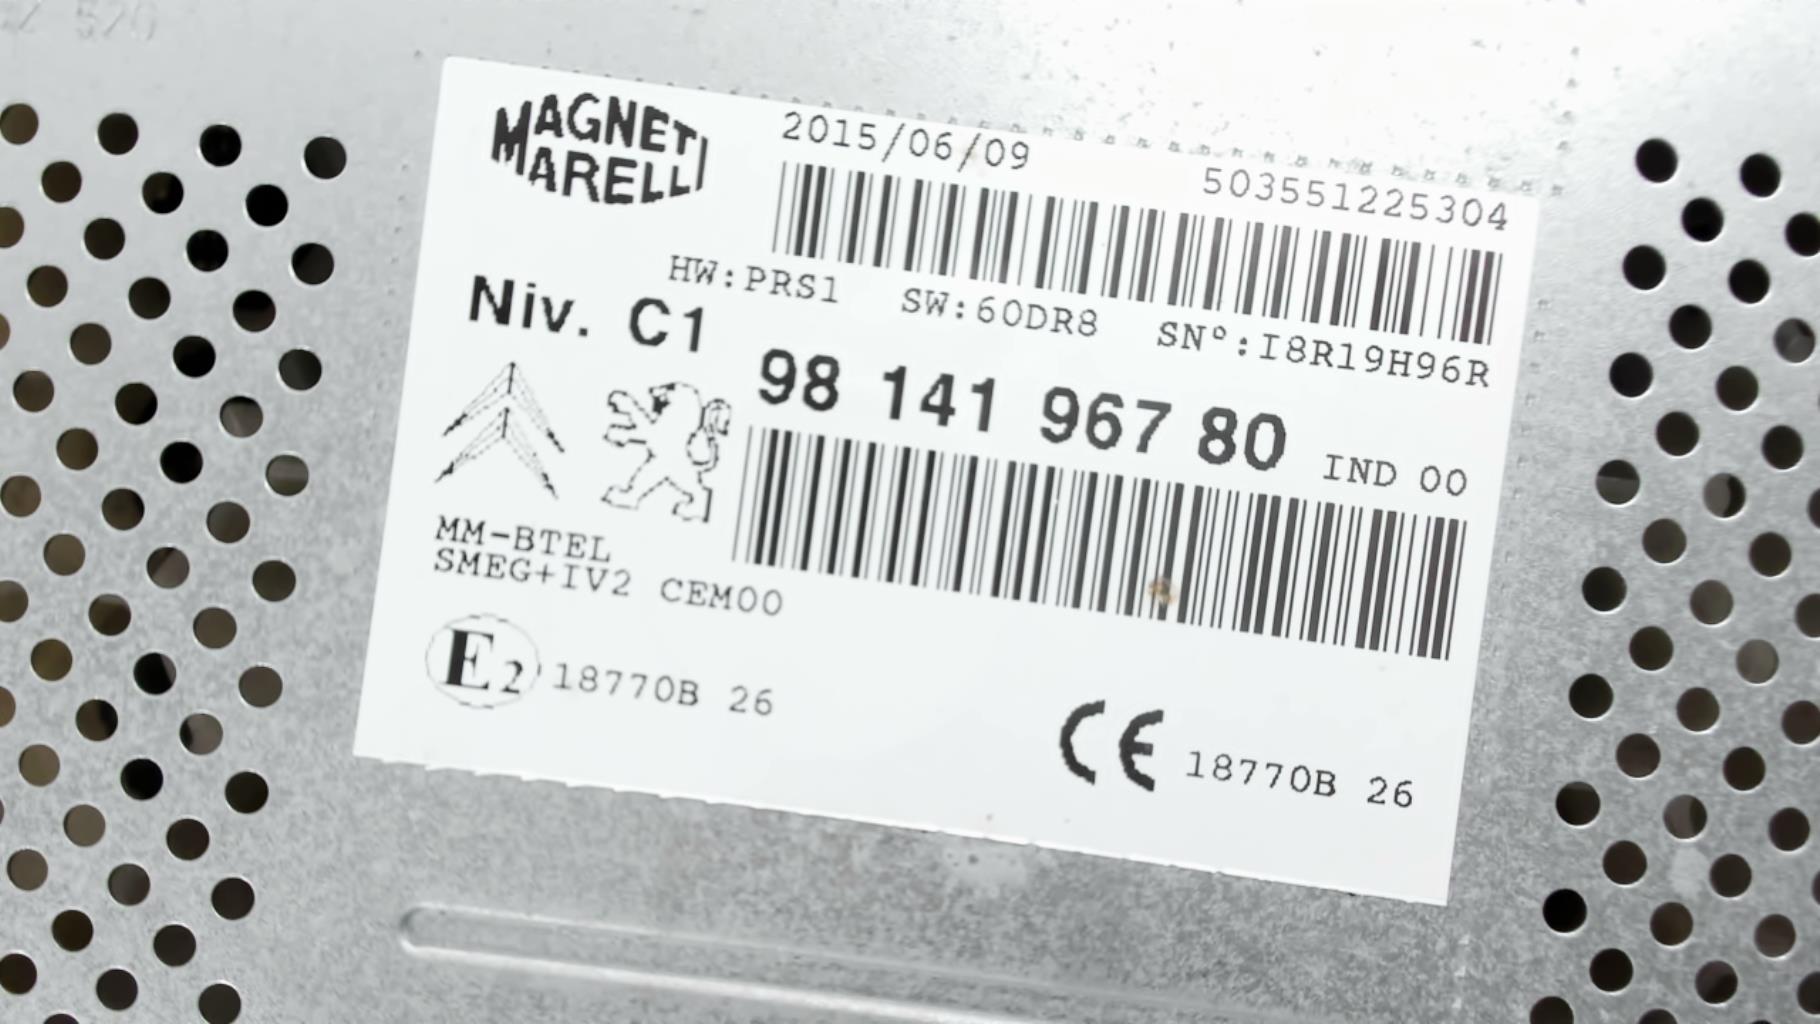 MAGNETI
MARELLI
2015/06/09
503551225304
HW:PRS1 SW:60DR8 SN°:I8R19H96R
Niv. C1
98 141 967 80 IND 00
MM-BTEL
SMEG+IV2 CEM00
E2 18770B 26
CE 18770B 26